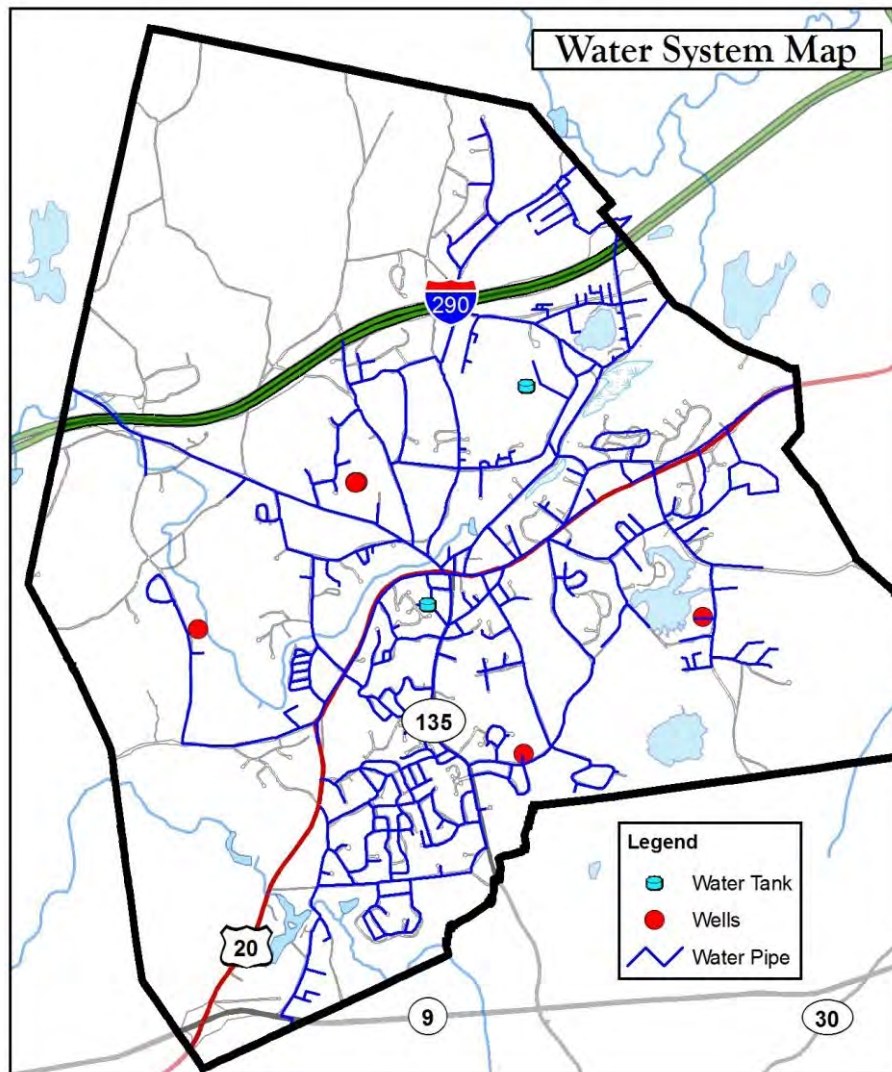 Water System Map
290
135
Legend
Water Tank
Wells
Water Pipe
20
9
30